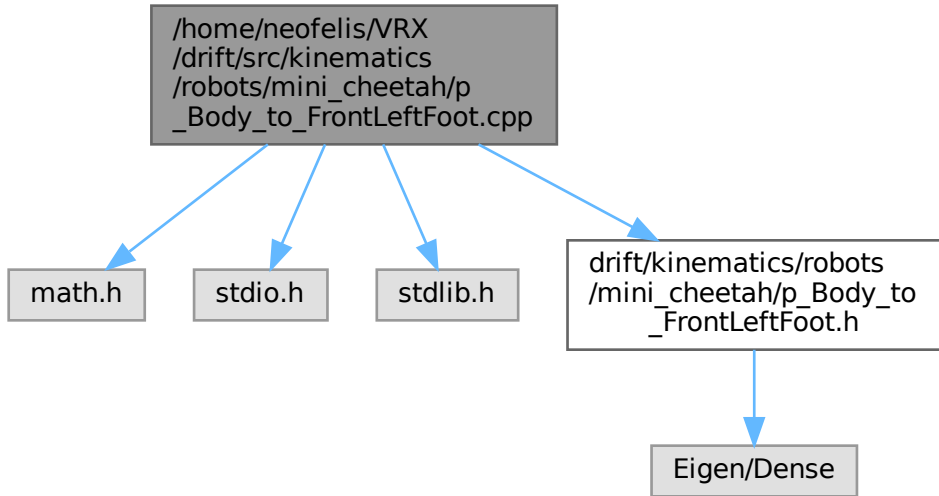 /home/neofelis/VRX
/drift/src/kinematics
/robots/mini_cheetah/p
_Body_to_FrontLeftFoot.cpp
math.h
stdio.h
stdlib.h
drift/kinematics/robots
/mini_cheetah/p_Body_to
_FrontLeftFoot.h
Eigen/Dense